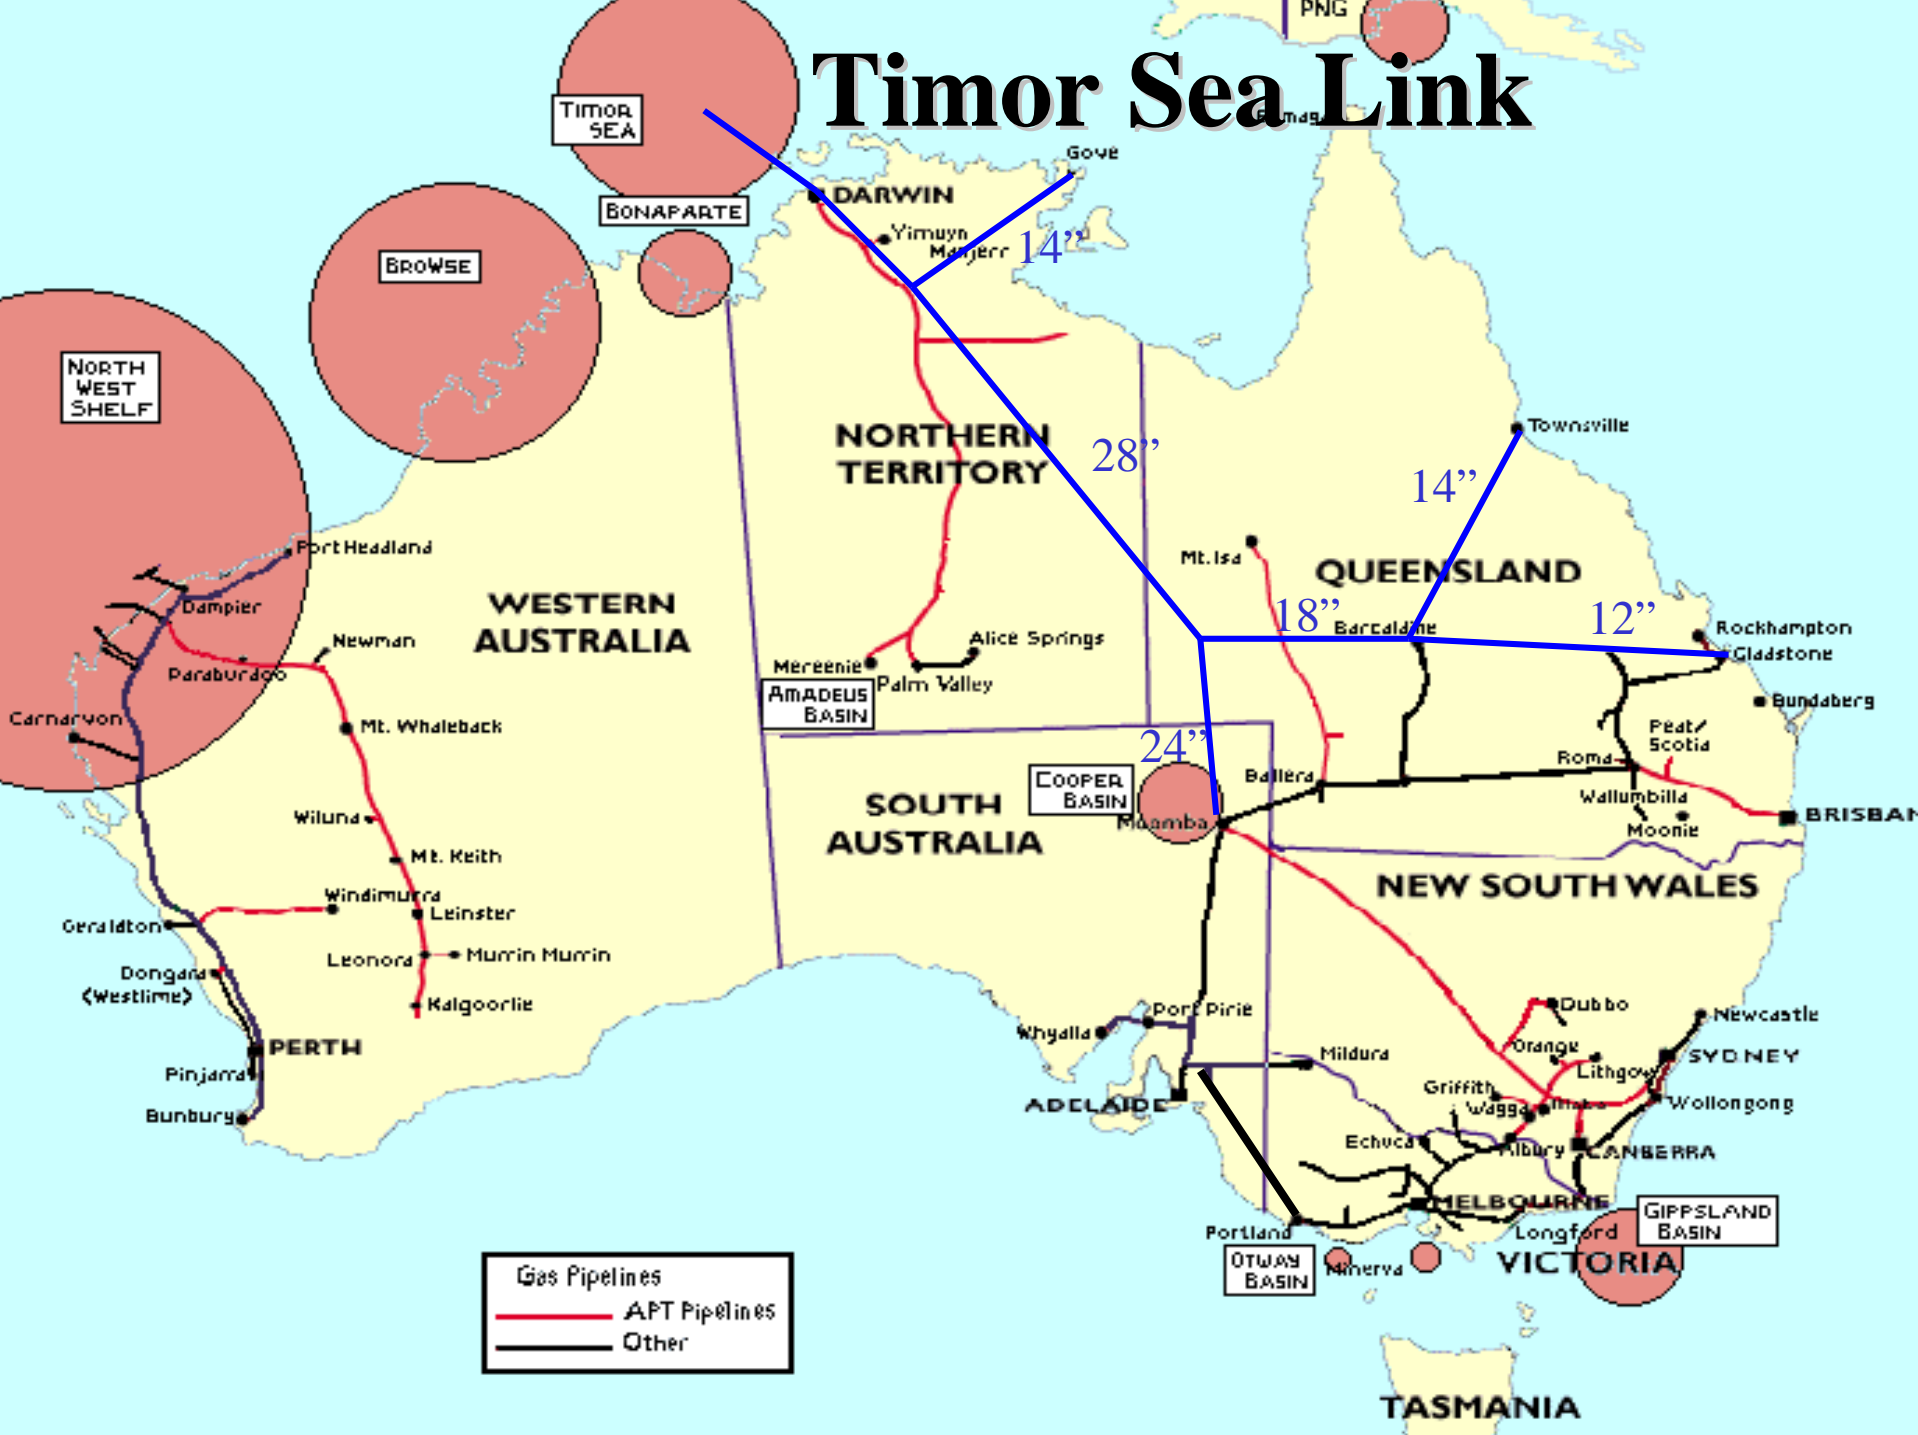 PNG
Timor Sea Link
TIMOR
SEA
Gove
DARWIN
BONAPARTE
Yimuyn
Manjerr
14”
BROWSE
NORTH
WEST
SHELF
Townsville
NORTHERN
TERRITORY
28”
14”
Port Headland
Mt. Isa
QUEENSLAND
Dampier
WESTERN
AUSTRALIA
18”
Barcaldine
12”
Rockhampton
Gladstone
Newman
Alice Springs
Mereenie
Palm Valley
Paraburdoo
AMADEUS
BASIN
Bundaberg
Carnarvon
Mt. Whaleback
24”
Peat/
Scotia
Roma
COOPER
BASIN
Ballera
Wallumbilla
SOUTH
AUSTRALIA
Moomba
Moonie
BRISBAN
Wiluna
Mt. Keith
NEW SOUTH WALES
Windimurra
Leinster
Geraldton
Leonora
Murrin Murrin
Dongara
(Westlime)
Kalgoorlie
Port Pirie
Whyalla
Dubbo
Newcastle
PERTH
Mildura
Orange
SYDNEY
Lithgow
Pinjarra
Griffith
ADELAIDE
Wagga
Wollongong
Bunbury
Echuca
Albury
CANBERRA
MELBOURNE
GIPPSLAND
BASIN
Portland
Longford
OTWAY
BASIN
Minerva
VICTORIA
Gas Pipelines
APT Pipelines
Other
TASMANIA